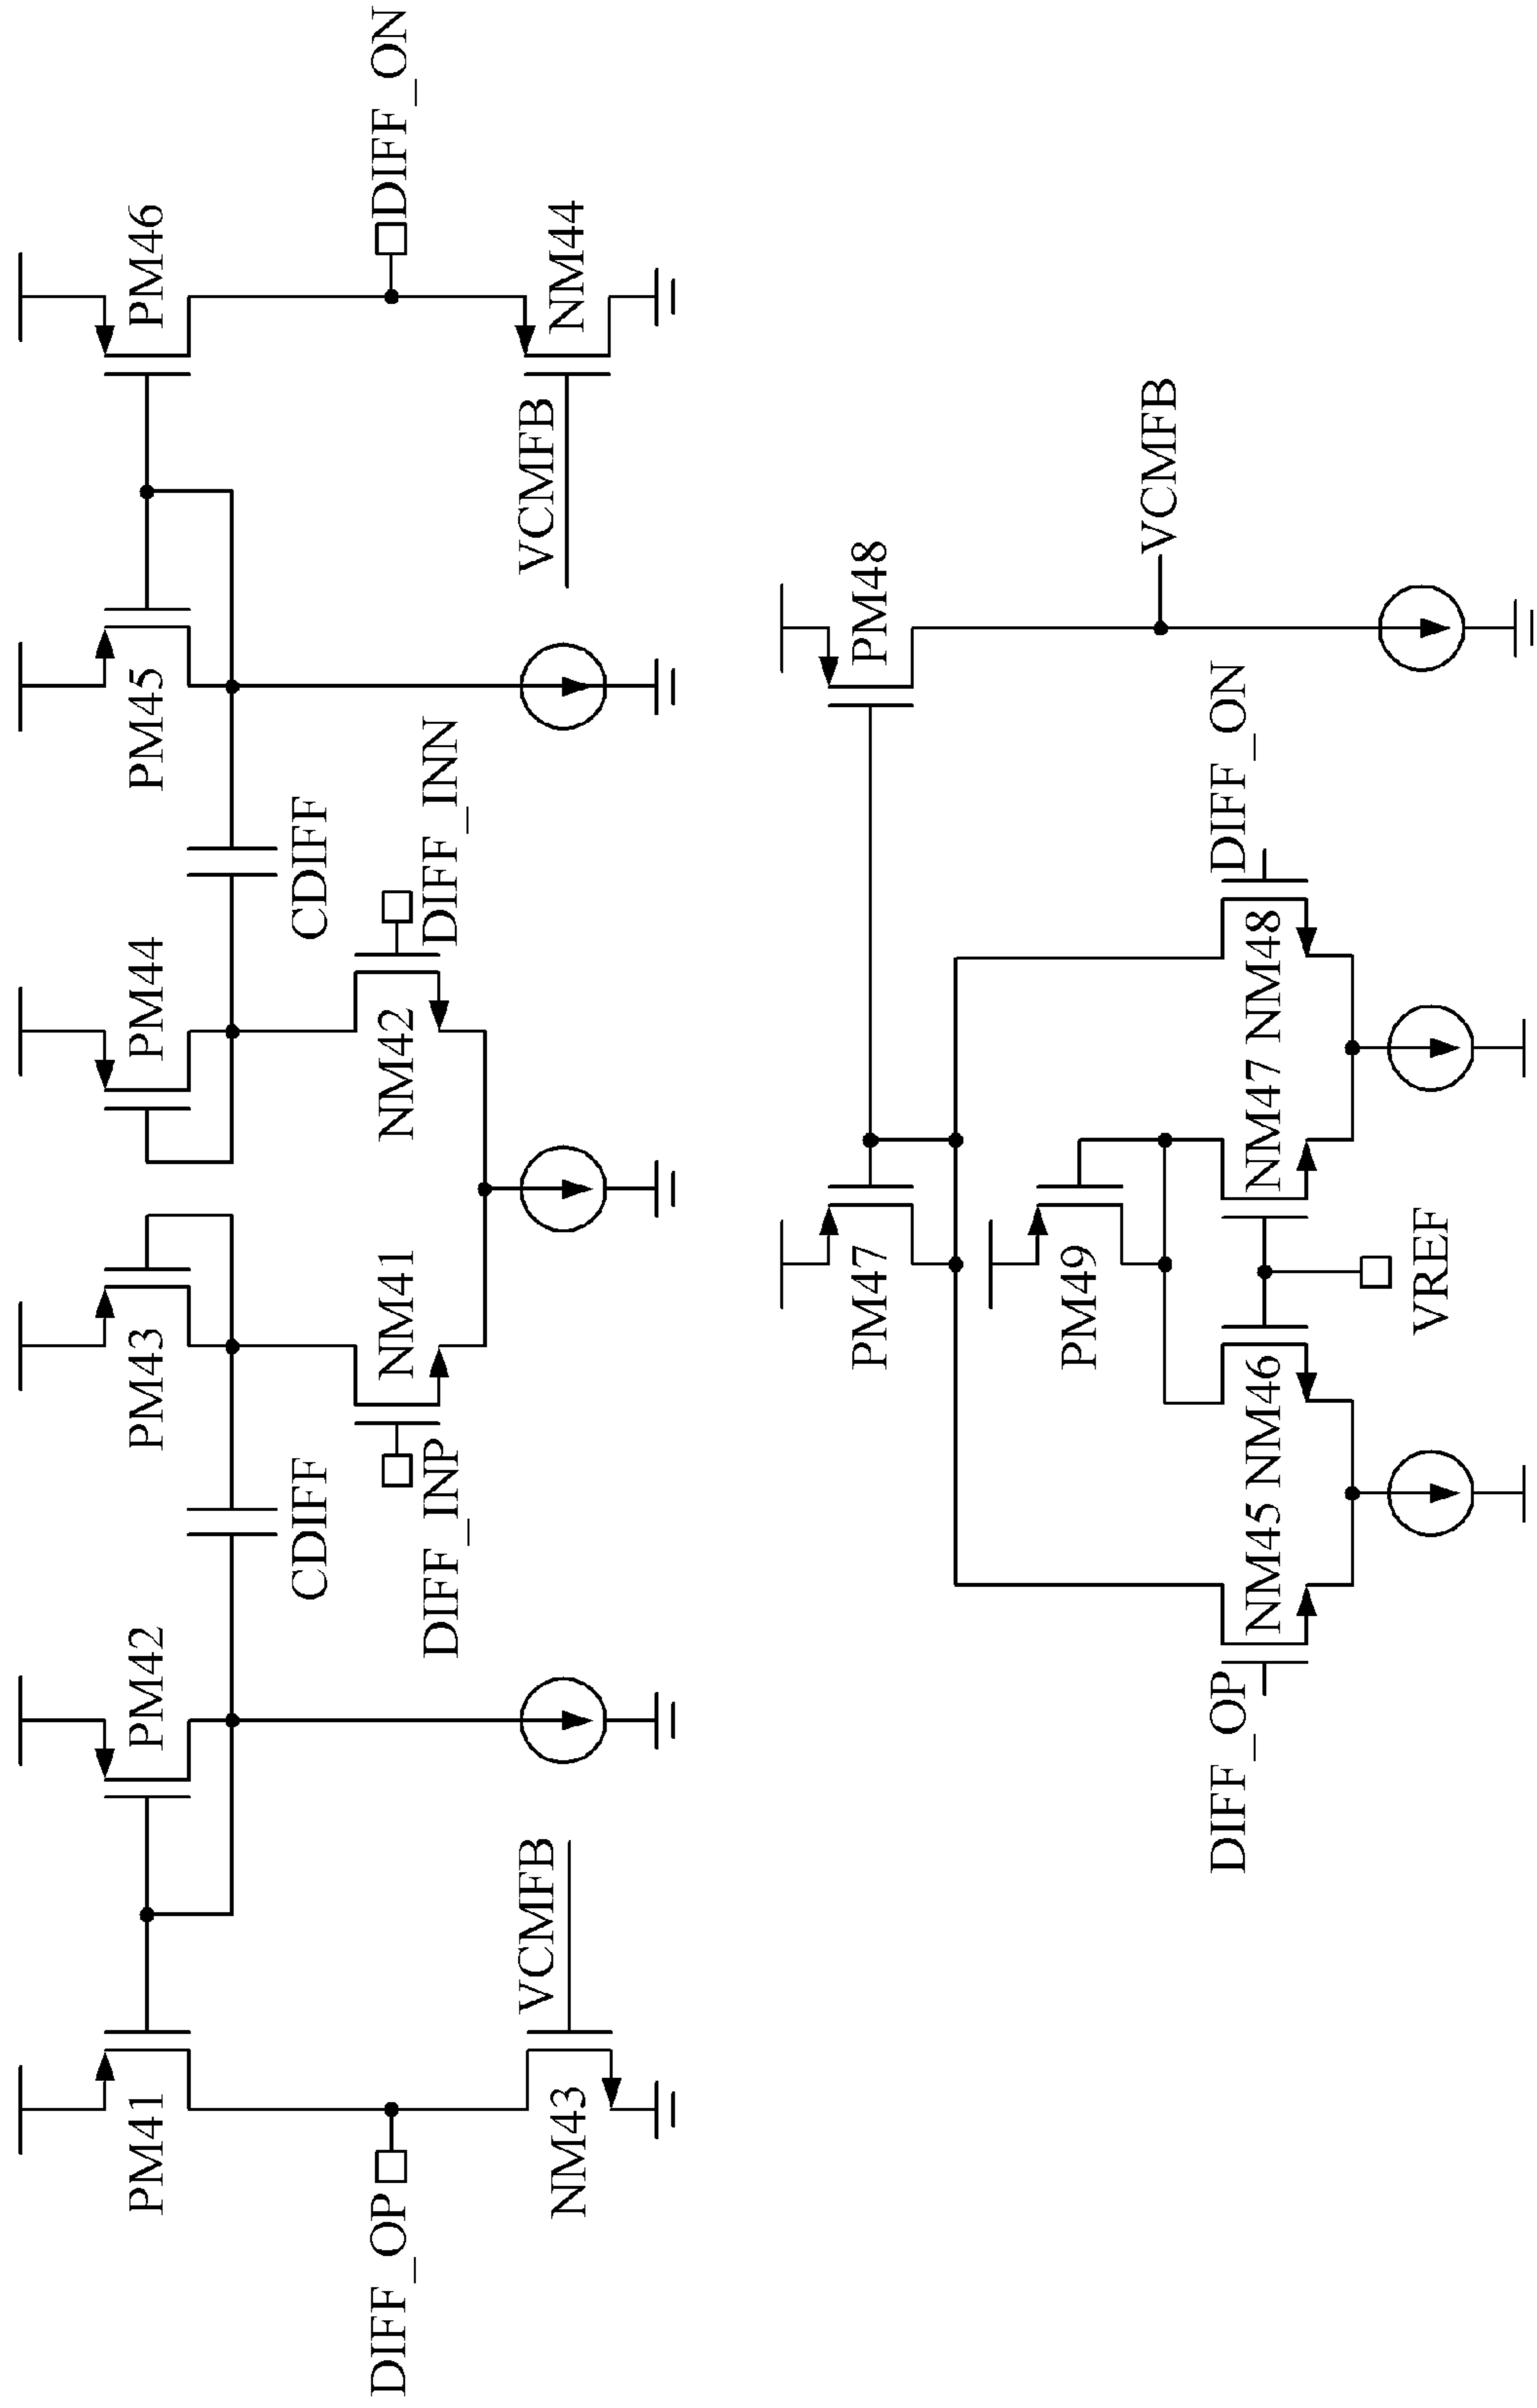 PM41
PM42
PM43
PM44
PM45
PM46
CDIFF
CDIFF
DIFF_OP
DIFF_INP
NM41
NM42
DIFF_INN
DIFF_ON
NM43
VCMFB
VCMFB
NM44
PM47
PM48
PM49
VCMFB
DIFF_OP
NM45 NM46
NM47 NM48
DIFF_ON
VREF